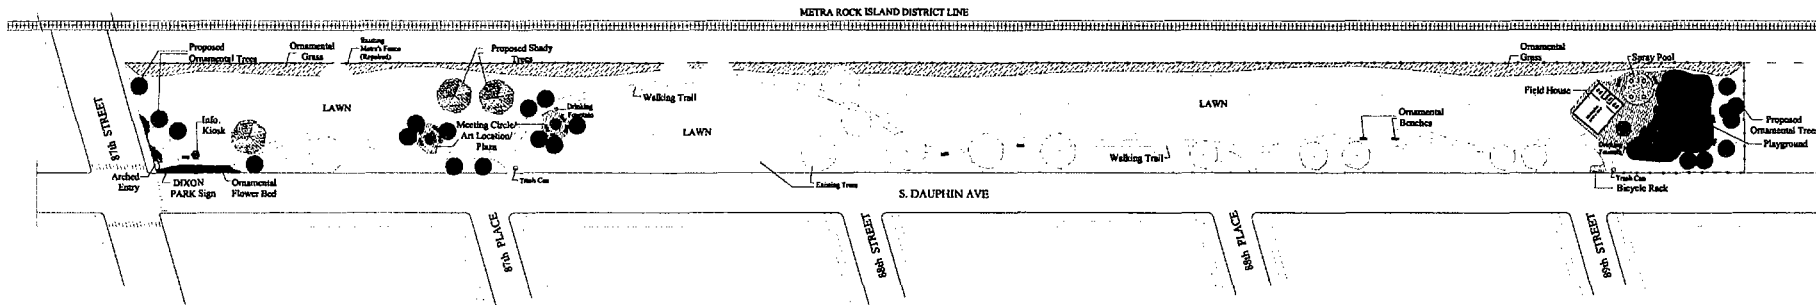 METRA ROCK ISLAND DISTRICT LINE
Proposed
Ornamental Trees
Ornamental
Grass
Existing
Metra's Fence
(Repaired)
Proposed Shady
Trees
Ornamental
Grass
Spray Pool
Field House
Walking Trail
LAWN
LAWN
LAWN
87th STREET
Info.
Kiosk
Drinking
Fountain
Meeting Circle/
Art Location/
Plaza
Ornamental
Benches
Walking Trail
Drinking
Fountain
Proposed
Ornamental Trees
Playground
Arched
Entry
DIXON
PARK Sign
Ornamental
Flower Bed
Trash Can
Existing Trees
Trash Can
Bicycle Rack
S. DAUPHIN AVE
87th PLACE
88th STREET
88th PLACE
89th STREET